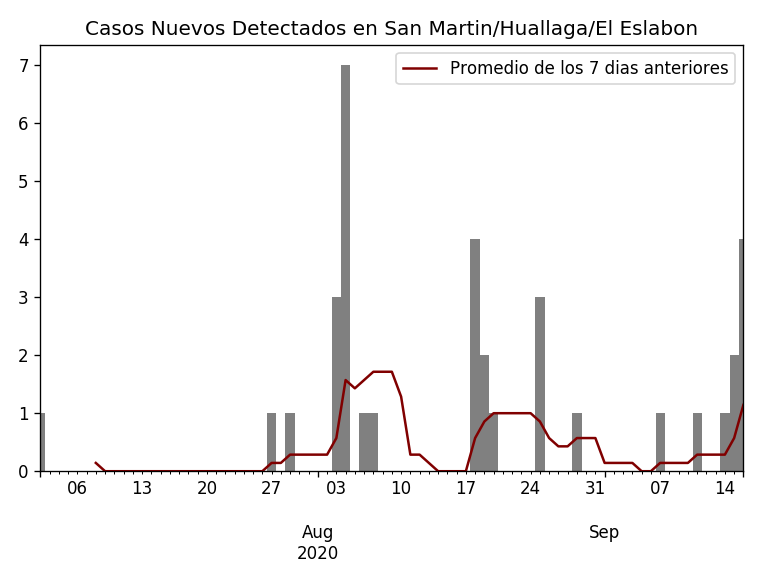 Casos Nuevos Detectados en San Martin/Huallaga/El Eslabon
Promedio de los 7 dias anteriores
7
6
5
4
3
2
1
0
06 13 20 27 03 10 17 24 31 07 14
Aug Sep
2020